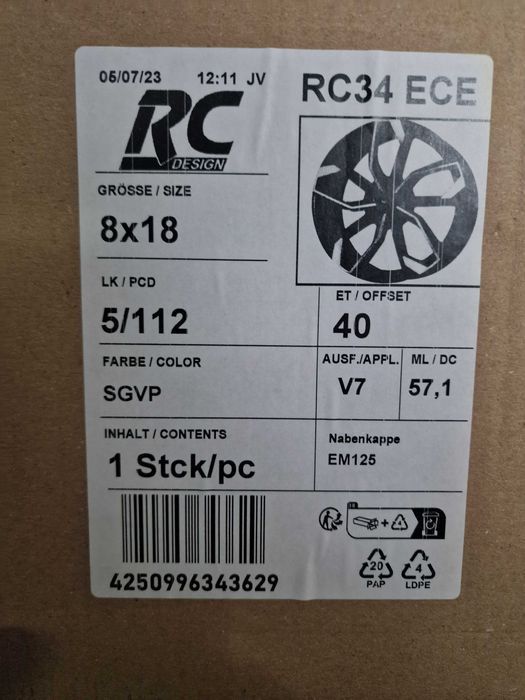 05/07/23 12:11 JV
RC
DESIGN
RC34 ECE
GRÖSSE / SIZE
8x18
LK / PCD
5/112
ET / OFFSET
40
FARBE / COLOR
SGVP
AUSF./APPL.
V7
ML / DC
57,1
INHALT / CONTENTS
1 Stck/pc
Nabenkappe
EM125
4250996343629
20
PAP
4
LDPE